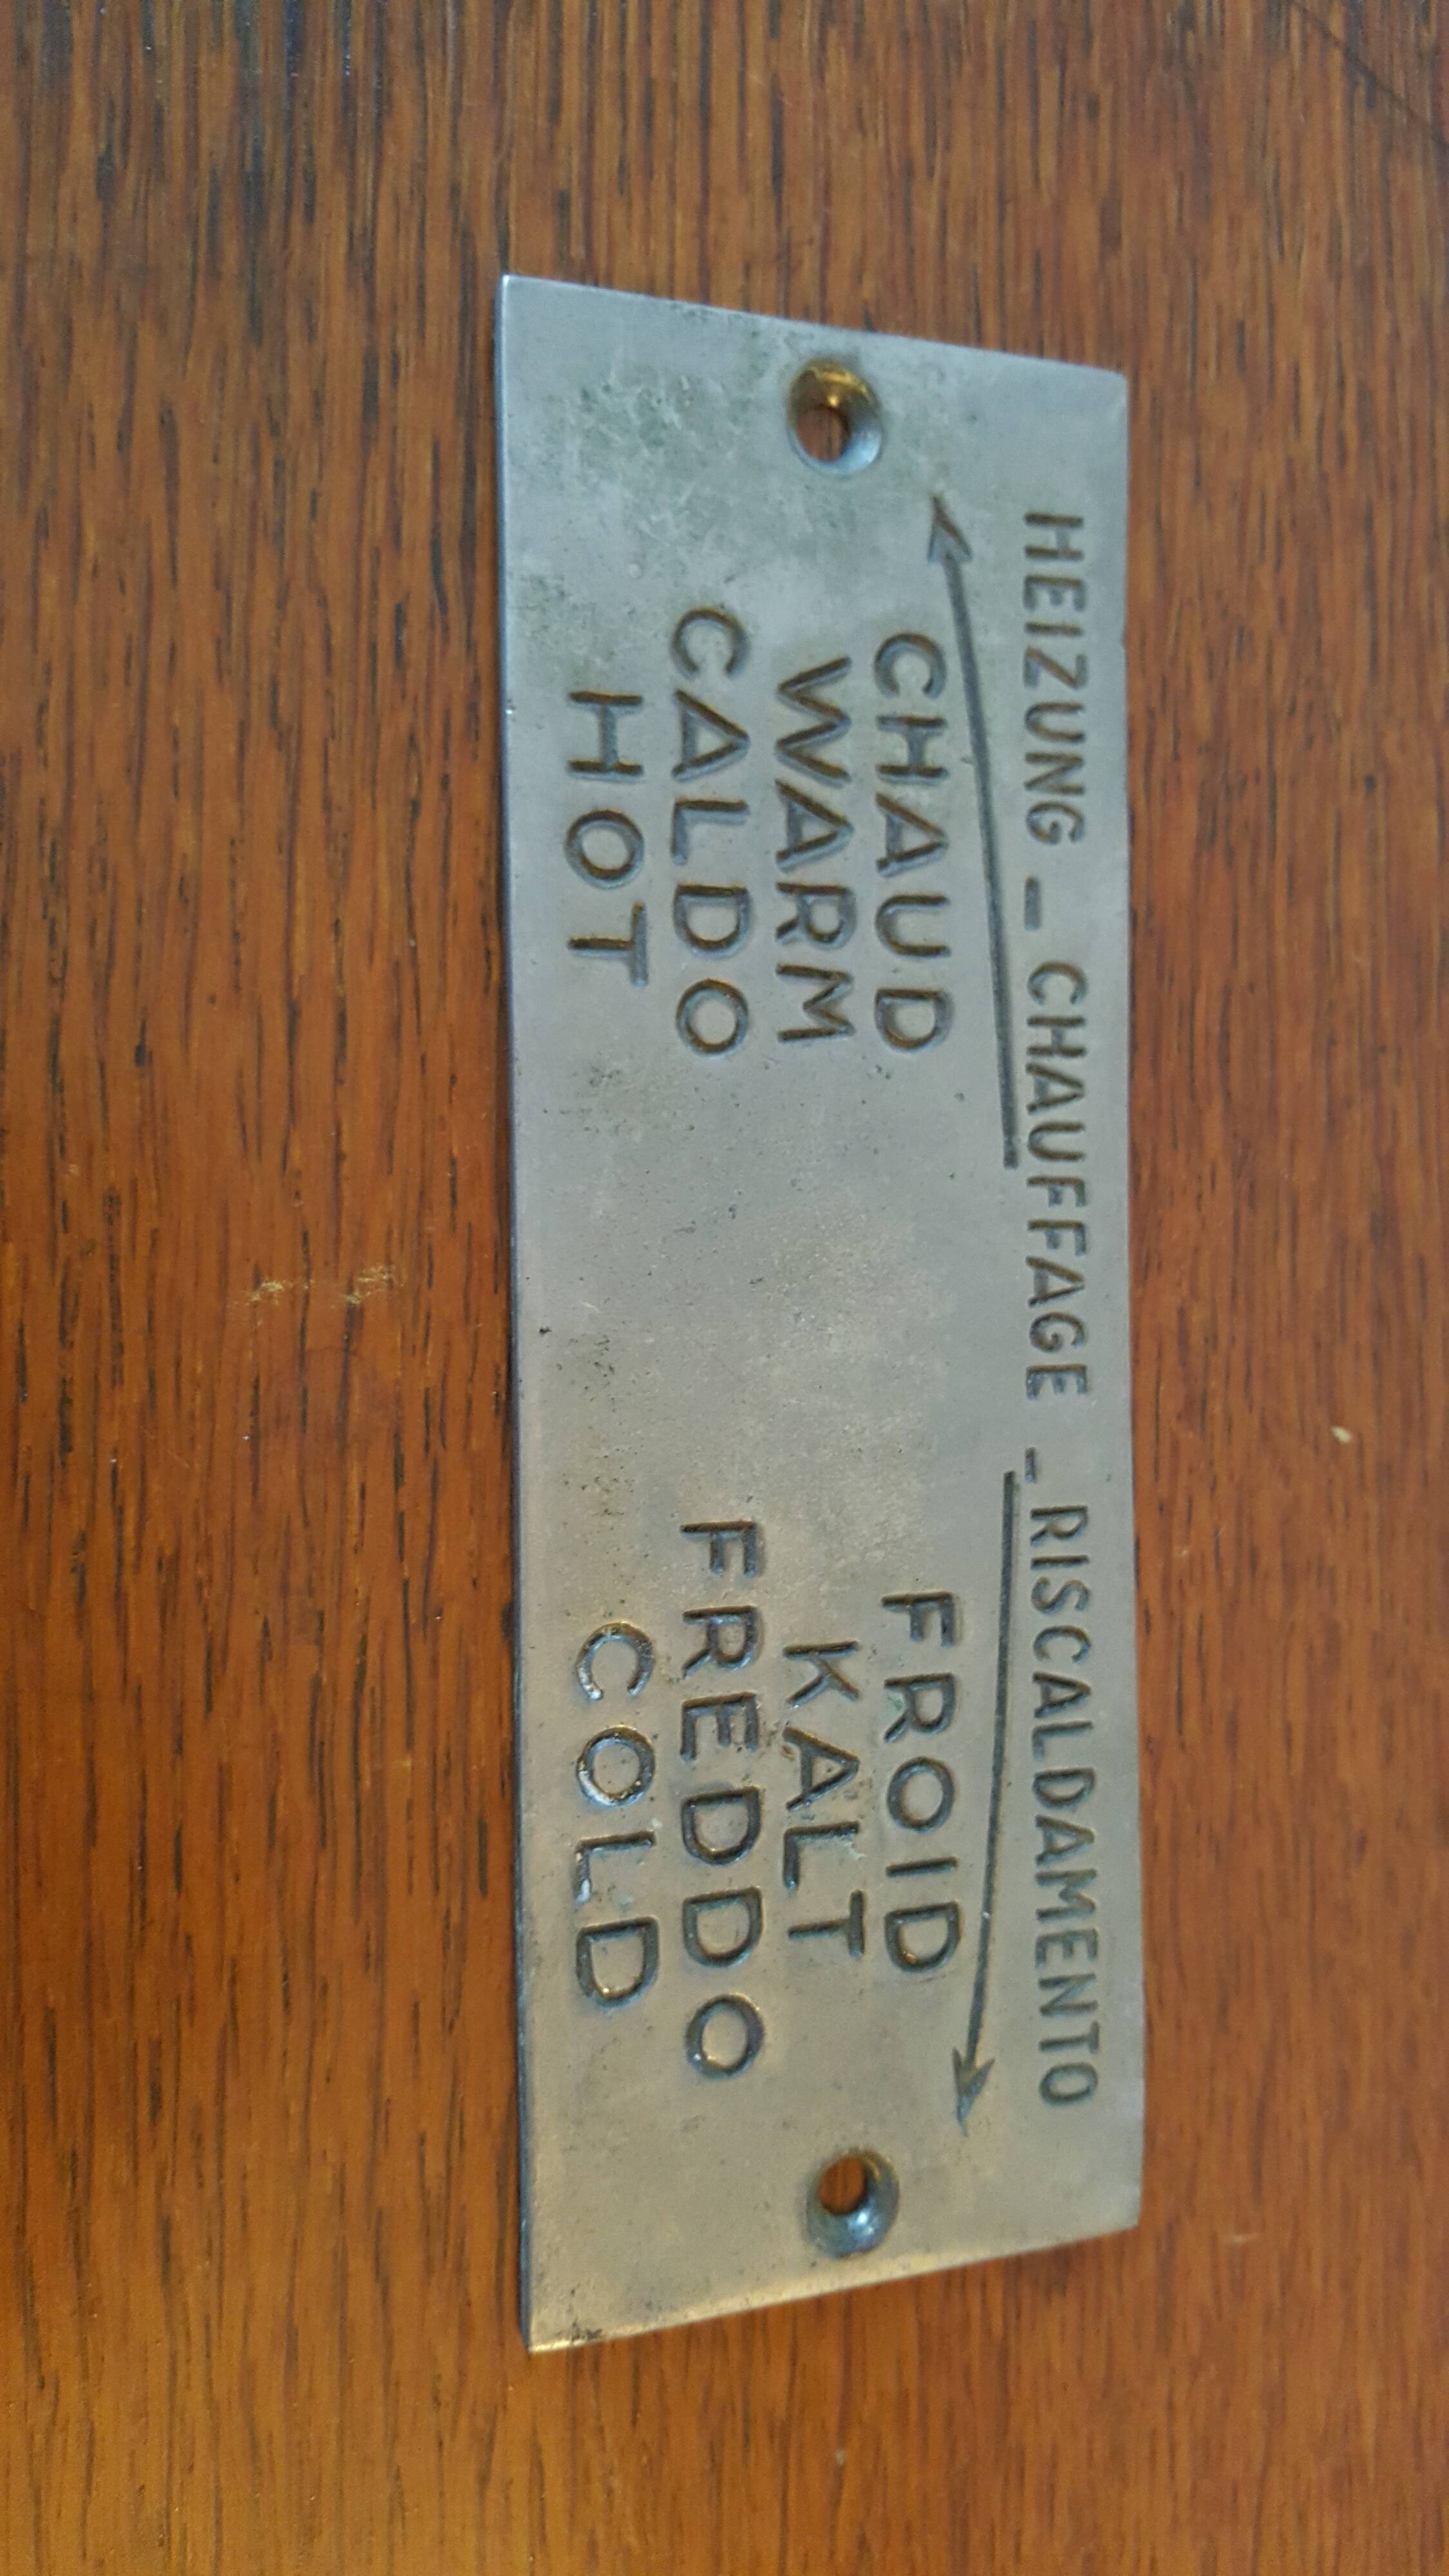 HEIZUNG – CHAUFFAGE – RISCALDAMENTO
CHAUD FROID
WARM KALT
CALDO FREDDO
HOT COLD